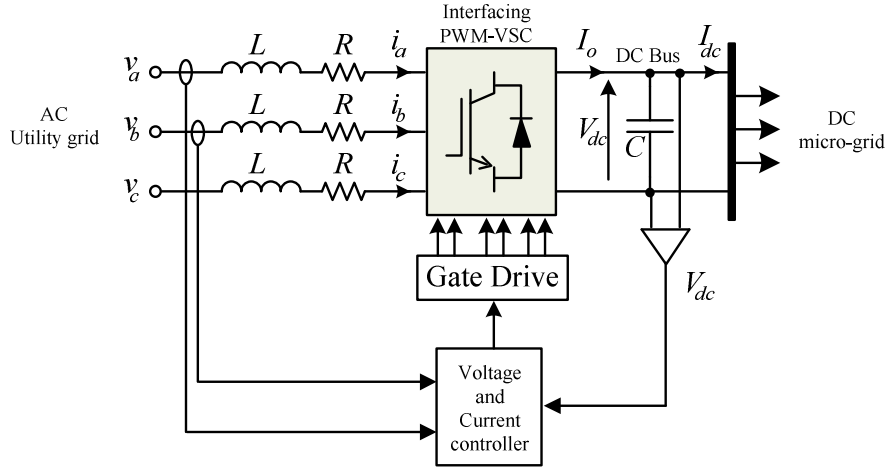 Interfacing
PWM-VSC
L
R
i_a
I_o
DC Bus
I_dc
v_a
AC
Utility grid
v_b
L
R
i_b
V_dc
C
DC
micro-grid
v_c
L
R
i_c
Gate Drive
V_dc
Voltage
and
Current
controller